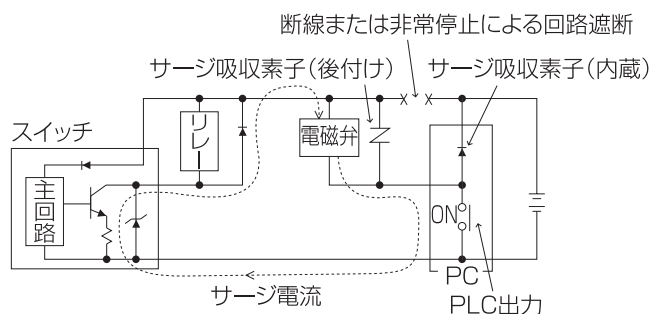 断線または非常停止による回路遮断
サージ吸収素子(後付け)
サージ吸収素子(内蔵)
スイッチ
リレー
電磁弁
主回路
ON
PC
サージ電流
PLC出力